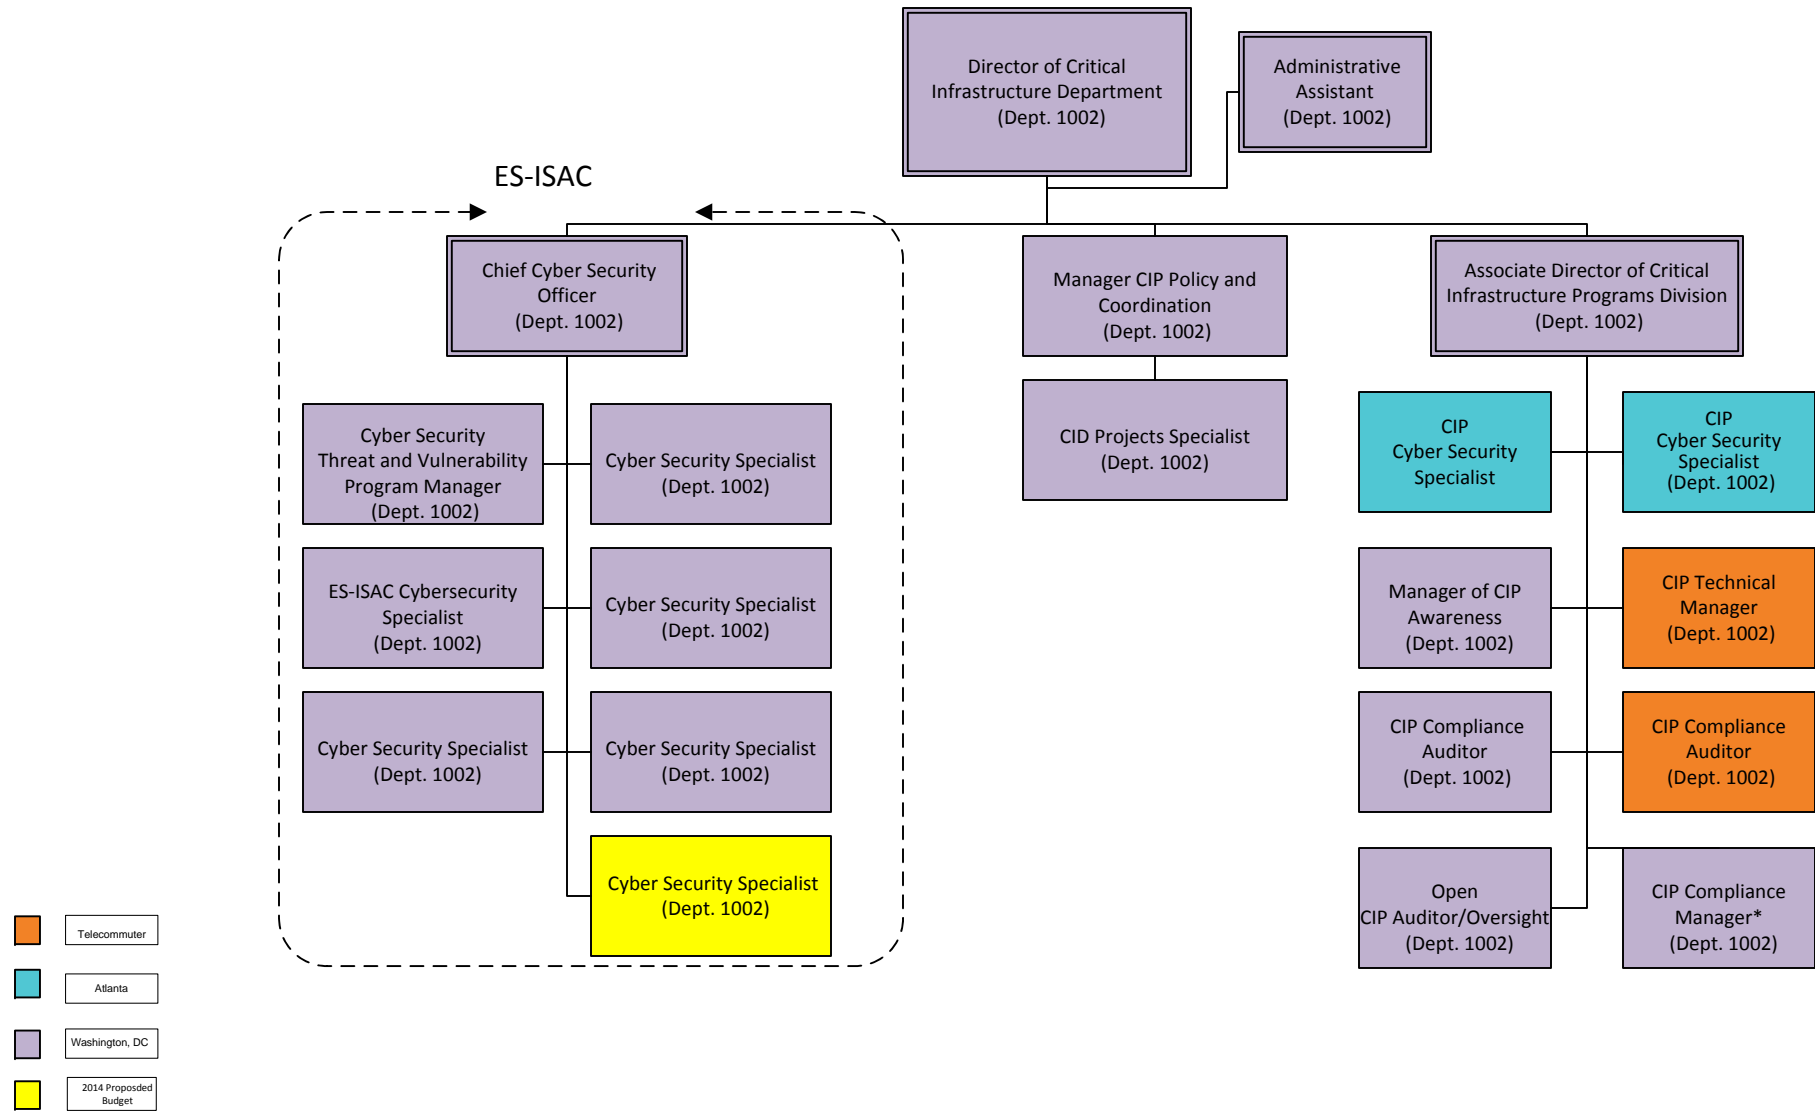 Director of Critical
Infrastructure Department
(Dept. 1002)
Administrative
Assistant
(Dept. 1002)
ES-ISAC
Chief Cyber Security
Officer
(Dept. 1002)
Manager CIP Policy and
Coordination
(Dept. 1002)
Associate Director of Critical
Infrastructure Programs Division
(Dept. 1002)
Cyber Security
Threat and Vulnerability
Program Manager
(Dept. 1002)
Cyber Security Specialist
(Dept. 1002)
CID Projects Specialist
(Dept. 1002)
CIP
Cyber Security
Specialist
CIP
Cyber Security
Specialist
(Dept. 1002)
ES-ISAC Cybersecurity
Specialist
(Dept. 1002)
Cyber Security Specialist
(Dept. 1002)
Manager of CIP
Awareness
(Dept. 1002)
CIP Technical
Manager
(Dept. 1002)
Cyber Security Specialist
(Dept. 1002)
Cyber Security Specialist
(Dept. 1002)
CIP Compliance
Auditor
(Dept. 1002)
CIP Compliance
Auditor
(Dept. 1002)
Cyber Security Specialist
(Dept. 1002)
Open
CIP Auditor/Oversight
(Dept. 1002)
CIP Compliance
Manager*
(Dept. 1002)
Telecommuter
Atlanta
Washington, DC
2014 Proposded
Budget